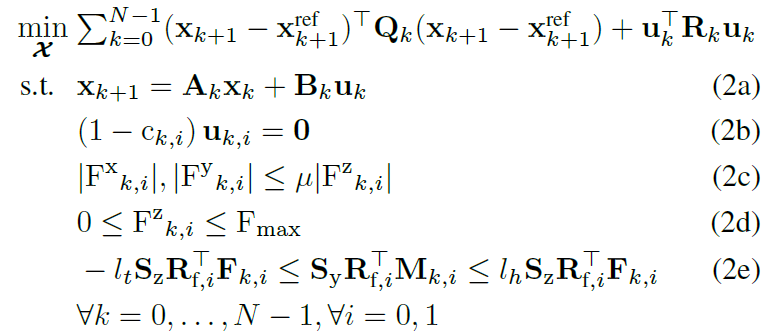 min_𝓧 ∑_{k=0}^{N−1} (x_{k+1} − x^{ref}_{k+1})^⊤ Q_k (x_{k+1} − x^{ref}_{k+1}) + u_k^⊤ R_k u_k
s.t. x_{k+1} = A_k x_k + B_k u_k (2a)
(1 − c_{k,i}) u_{k,i} = 0 (2b)
|F^x_{k,i}|, |F^y_{k,i}| ≤ μ|F^z_{k,i}| (2c)
0 ≤ F^z_{k,i} ≤ F_{max} (2d)
− l_t S_z R_{f,i}^⊤ F_{k,i} ≤ S_y R_{f,i}^⊤ M_{k,i} ≤ l_h S_z R_{f,i}^⊤ F_{k,i} (2e)
∀k = 0, . . . , N − 1, ∀i = 0, 1